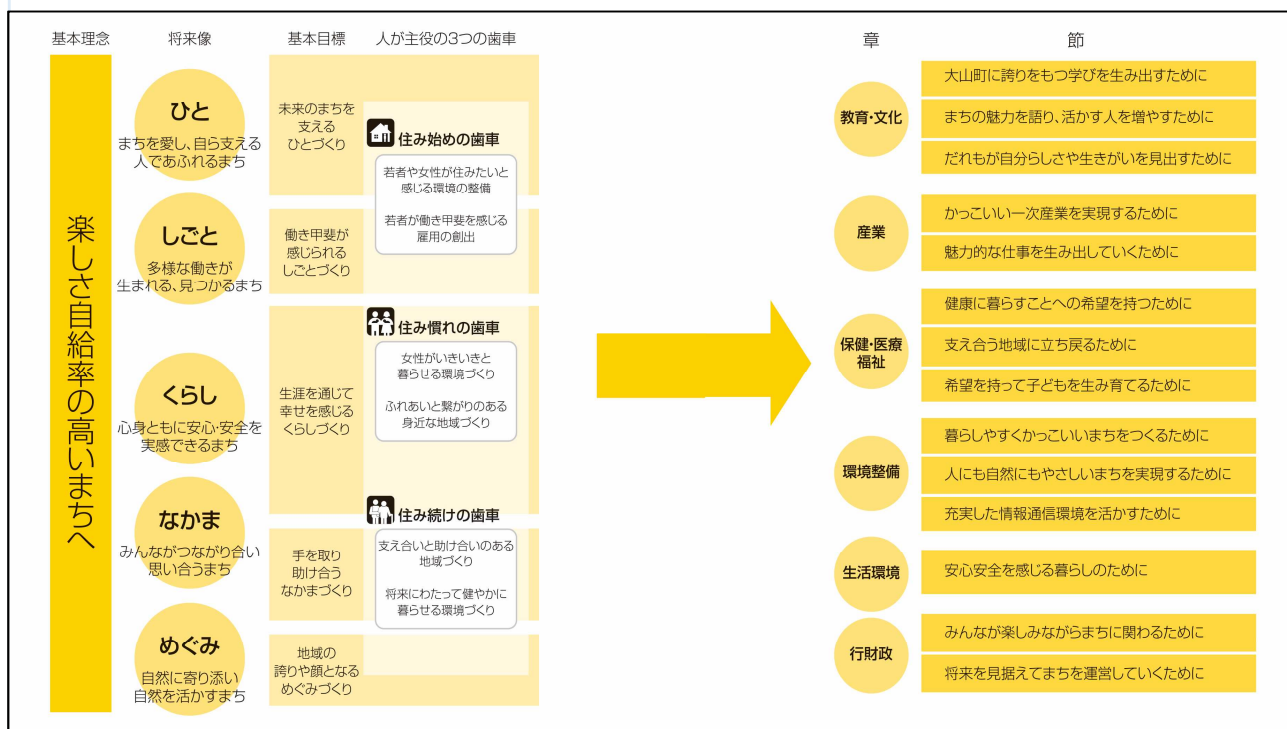 基本理念
将来像
基本目標
人が主役の3つの歯車
楽しさ自給率の高いまちへ
ひと
まちを愛し、自ら支える
人であふれるまち
しごと
多様な働きが
生まれる、見つかるまち
くらし
心身ともに安心・安全を
実感できるまち
なかま
みんながつながり合い
思い合うまち
めぐみ
自然に寄り添い
自然を活かすまち
未来のまちを
支える
ひとづくり
働き甲斐が
感じられる
しごとづくり
生涯を通じて
幸せを感じる
くらしづくり
手を取り
助け合う
なかまづくり
地域の
誇りや顔となる
めぐみづくり
住み始めの歯車
若者や女性が住みたいと
感じる環境の整備
若者が働き甲斐を感じる
雇用の創出
住み慣れの歯車
女性がいきいきと
暮らせる環境づくり
ふれあいと繋がりのある
身近な地域づくり
住み続けの歯車
支え合いと助け合いのある
地域づくり
将来にわたって健やかに
暮らせる環境づくり
章
節
教育・文化
大山町に誇りをもつ学びを生み出すために
まちの魅力を語り、活かす人を増やすために
だれもが自分らしさや生きがいを見出すために
産業
かっこいい一次産業を実現するために
魅力的な仕事を生み出していくために
保健・医療
福祉
健康に暮らすことへの希望を持つために
支え合う地域に立ち戻るために
希望を持って子どもを生み育てるために
環境整備
暮らしやすくかっこいいまちをつくるために
人にも自然にもやさしいまちを実現するために
充実した情報通信環境を活かすために
生活環境
安心安全を感じる暮らしのために
行財政
みんなが楽しみながらまちに関わるために
将来を見据えてまちを運営していくために